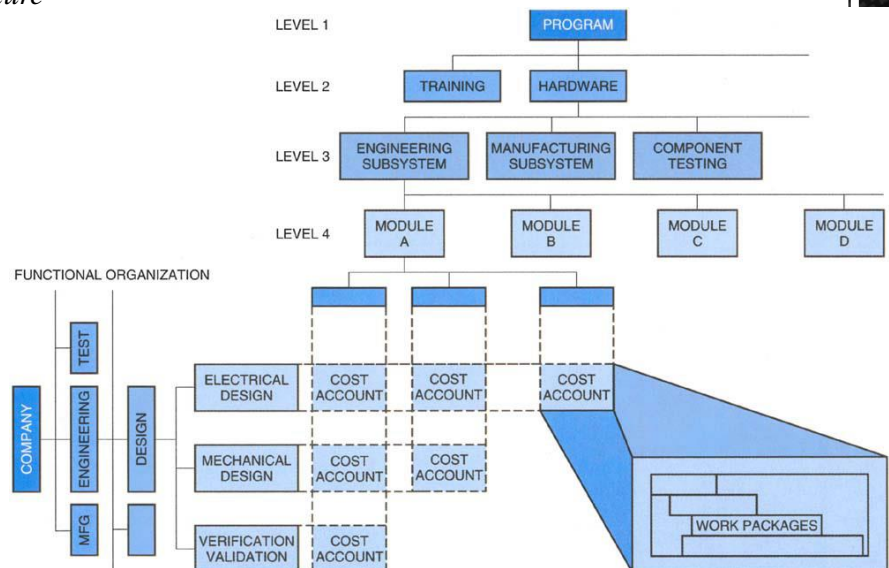 LEVEL 1
PROGRAM
LEVEL 2
TRAINING
HARDWARE
LEVEL 3
ENGINEERING
SUBSYSTEM
MANUFACTURING
SUBSYSTEM
COMPONENT
TESTING
LEVEL 4
MODULE
A
MODULE
B
MODULE
C
MODULE
D
FUNCTIONAL ORGANIZATION
COMPANY
TEST
ENGINEERING
MFG
DESIGN
ELECTRICAL
DESIGN
COST
ACCOUNT
COST
ACCOUNT
COST
ACCOUNT
MECHANICAL
DESIGN
COST
ACCOUNT
COST
ACCOUNT
VERIFICATION
VALIDATION
COST
ACCOUNT
WORK PACKAGES